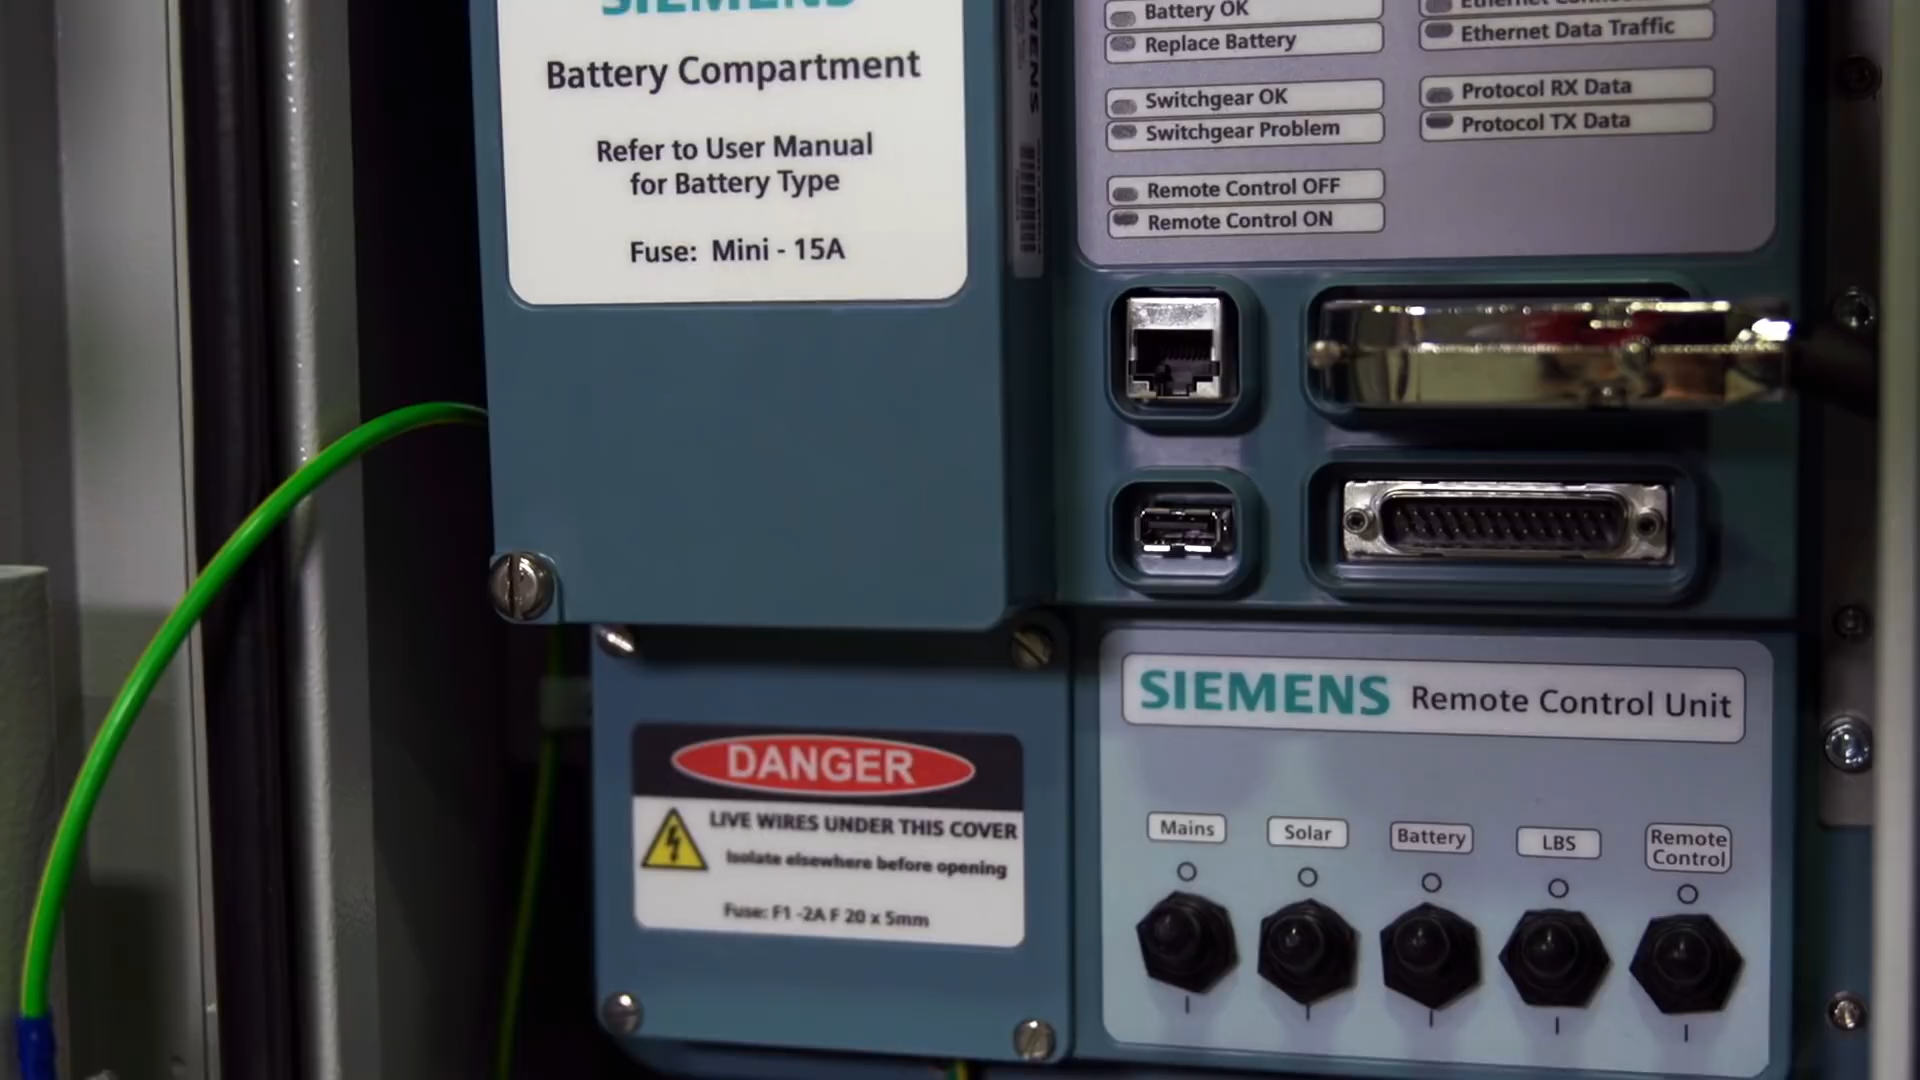 SIEMENS
Battery Compartment
Refer to User Manual
for Battery Type
Fuse: Mini - 15A
Battery OK
Replace Battery
Switchgear OK
Switchgear Problem
Remote Control OFF
Remote Control ON
Ethernet
Ethernet Data Traffic
Protocol RX Data
Protocol TX Data
DANGER
LIVE WIRES UNDER THIS COVER
Isolate elsewhere before opening
Fuse: F1 -2A F 20 x 5mm
SIEMENS Remote Control Unit
Mains
Solar
Battery
LBS
Remote
Control